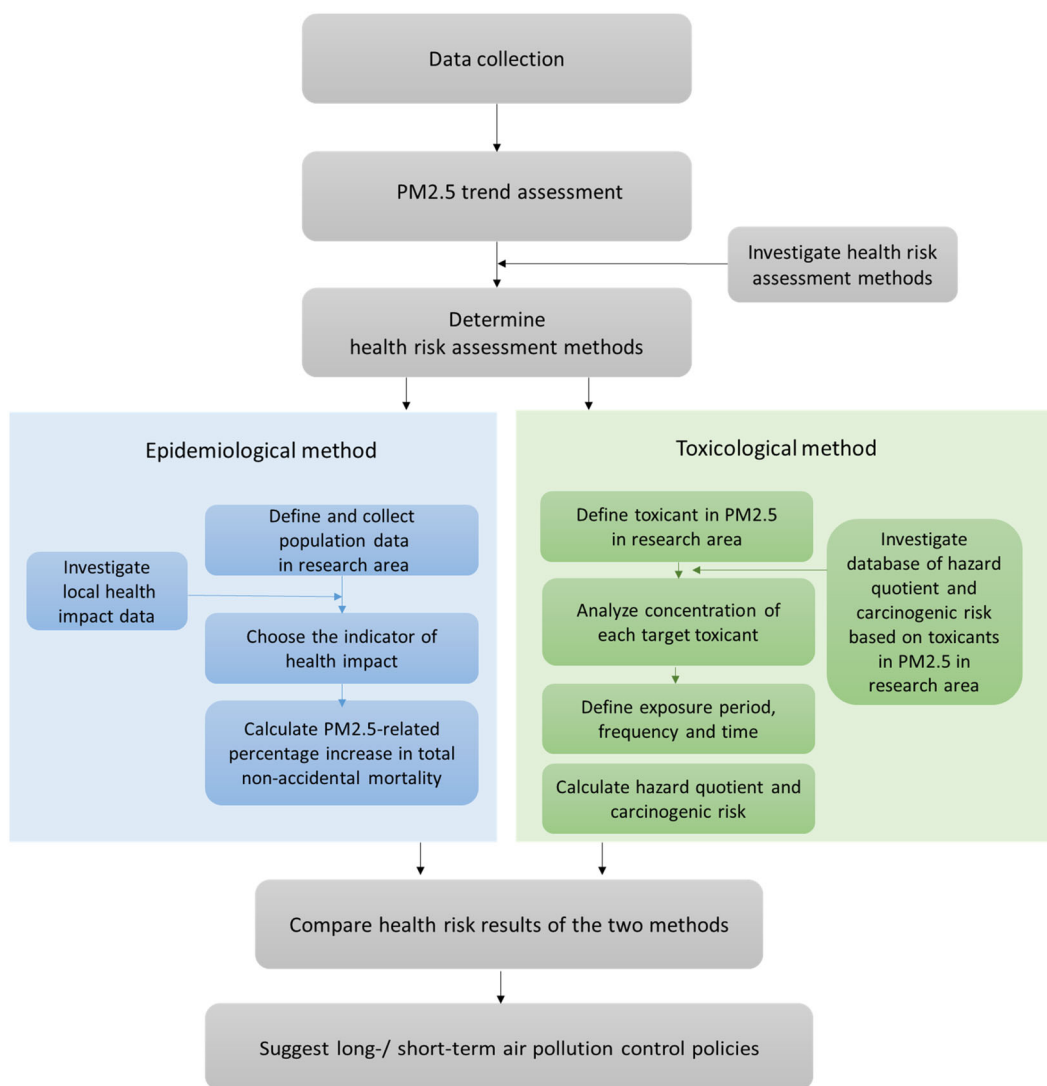 Data collection
PM2.5 trend assessment
Investigate health risk
assessment methods
Determine
health risk assessment methods
Epidemiological method
Define and collect
population data
in research area
Investigate
local health
impact data
Choose the indicator of
health impact
Calculate PM2.5-related
percentage increase in total
non-accidental mortality
Toxicological method
Define toxicant in PM2.5
in research area
Investigate
database of hazard
quotient and
carcinogenic risk
based on toxicants
in PM2.5 in
research area
Analyze concentration of
each target toxicant
Define exposure period,
frequency and time
Calculate hazard quotient and
carcinogenic risk
Compare health risk results of the two methods
Suggest long-/ short-term air pollution control policies